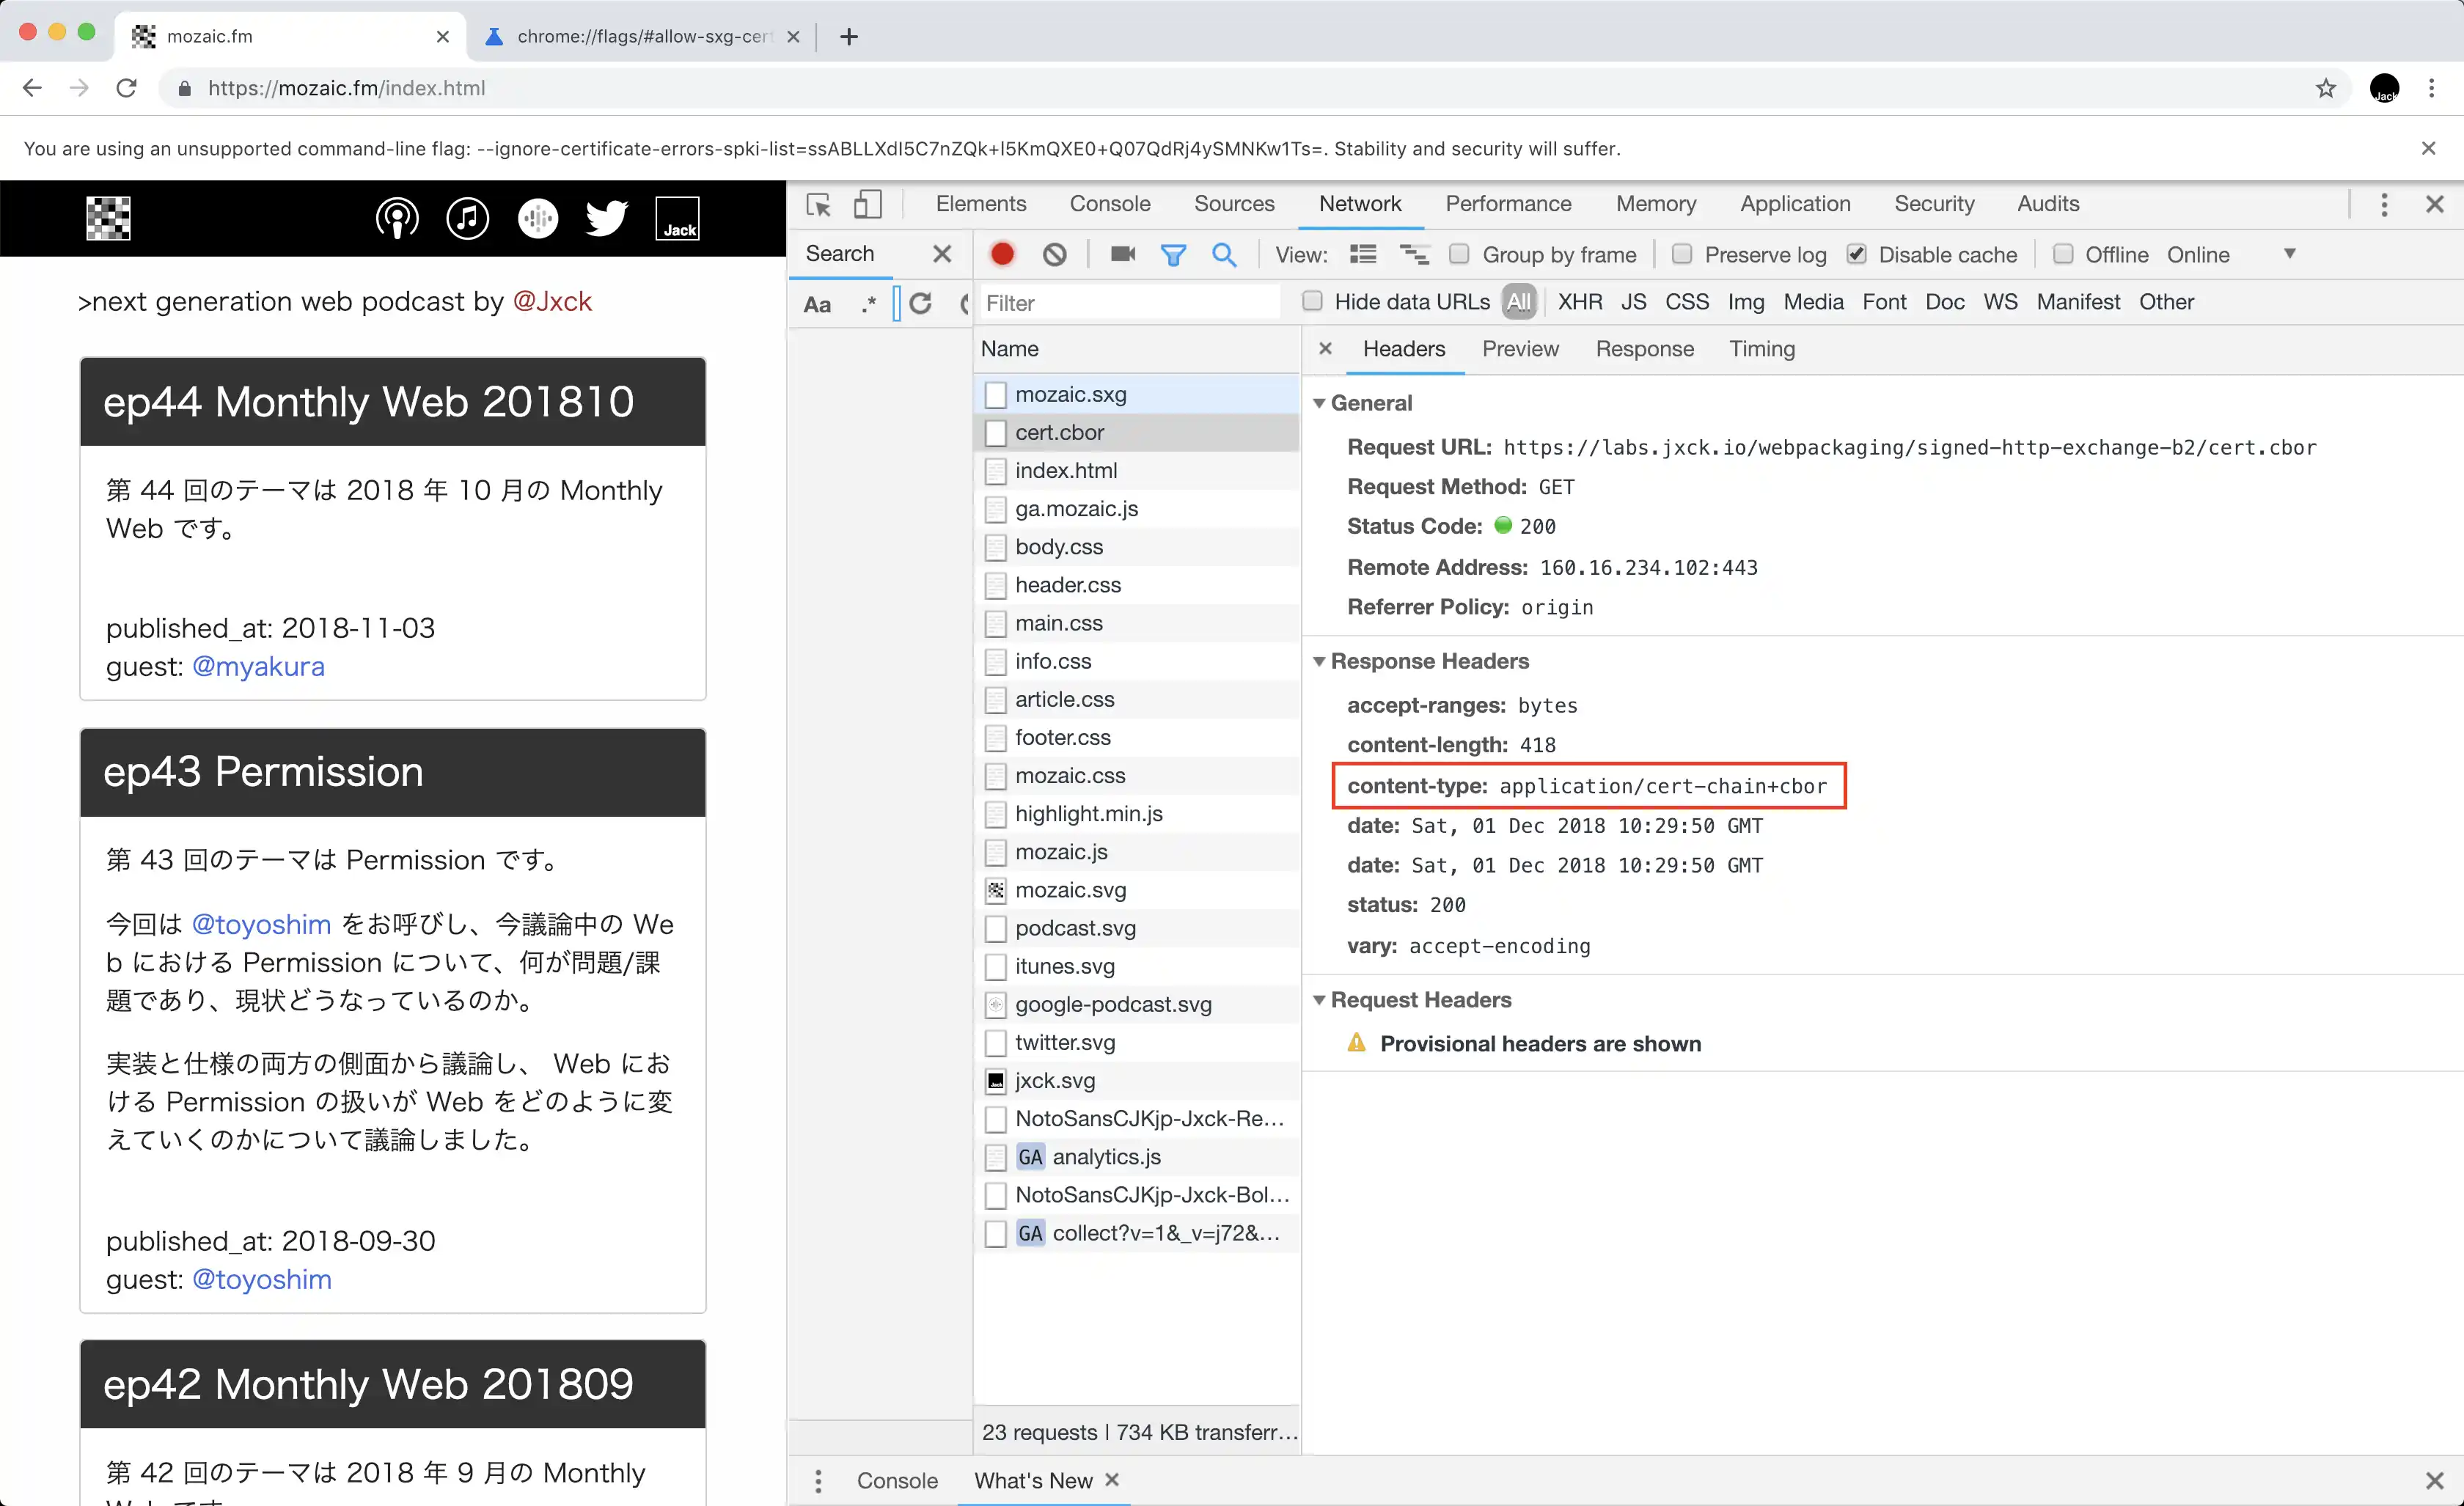 mozaic.fm
chrome://flags/#allow-sxg-cert
https://mozaic.fm/index.html
Jack
You are using an unsupported command-line flag: --ignore-certificate-errors-spki-list=ssABLLXdI5C7nZQk+I5KmQXE0+Q07QdRj4ySMNKw1Ts=. Stability and security will suffer.
Jack
>next generation web podcast by @Jxck
ep44 Monthly Web 201810
第 44 回のテーマは 2018 年 10 月の Monthly
Web です。
published_at: 2018-11-03
guest: @myakura
ep43 Permission
第 43 回のテーマは Permission です。
今回は @toyoshim をお呼びし、今議論中の We
b における Permission について、何が問題/課
題であり、現状どうなっているのか。
実装と仕様の両方の側面から議論し、 Web にお
ける Permission の扱いが Web をどのように変
えていくのかについて議論しました。
published_at: 2018-09-30
guest: @toyoshim
ep42 Monthly Web 201809
第 42 回のテーマは 2018 年 9 月の Monthly
Web です
Elements Console Sources Network Performance Memory Application Security Audits
Search
View: Group by frame Preserve log Disable cache Offline Online
Aa .*
Filter
Hide data URLs All XHR JS CSS Img Media Font Doc WS Manifest Other
Name
mozaic.sxg
cert.cbor
index.html
ga.mozaic.js
body.css
header.css
main.css
info.css
article.css
footer.css
mozaic.css
highlight.min.js
mozaic.js
mozaic.svg
podcast.svg
itunes.svg
google-podcast.svg
twitter.svg
jxck.svg
NotoSansCJKjp-Jxck-Re...
GA analytics.js
NotoSansCJKjp-Jxck-Bol...
GA collect?v=1&_v=j72&...
23 requests | 734 KB transferr...
Headers Preview Response Timing
General
Request URL: https://labs.jxck.io/webpackaging/signed-http-exchange-b2/cert.cbor
Request Method: GET
Status Code: 200
Remote Address: 160.16.234.102:443
Referrer Policy: origin
Response Headers
accept-ranges: bytes
content-length: 418
content-type: application/cert-chain+cbor
date: Sat, 01 Dec 2018 10:29:50 GMT
date: Sat, 01 Dec 2018 10:29:50 GMT
status: 200
vary: accept-encoding
Request Headers
Provisional headers are shown
Console What's New